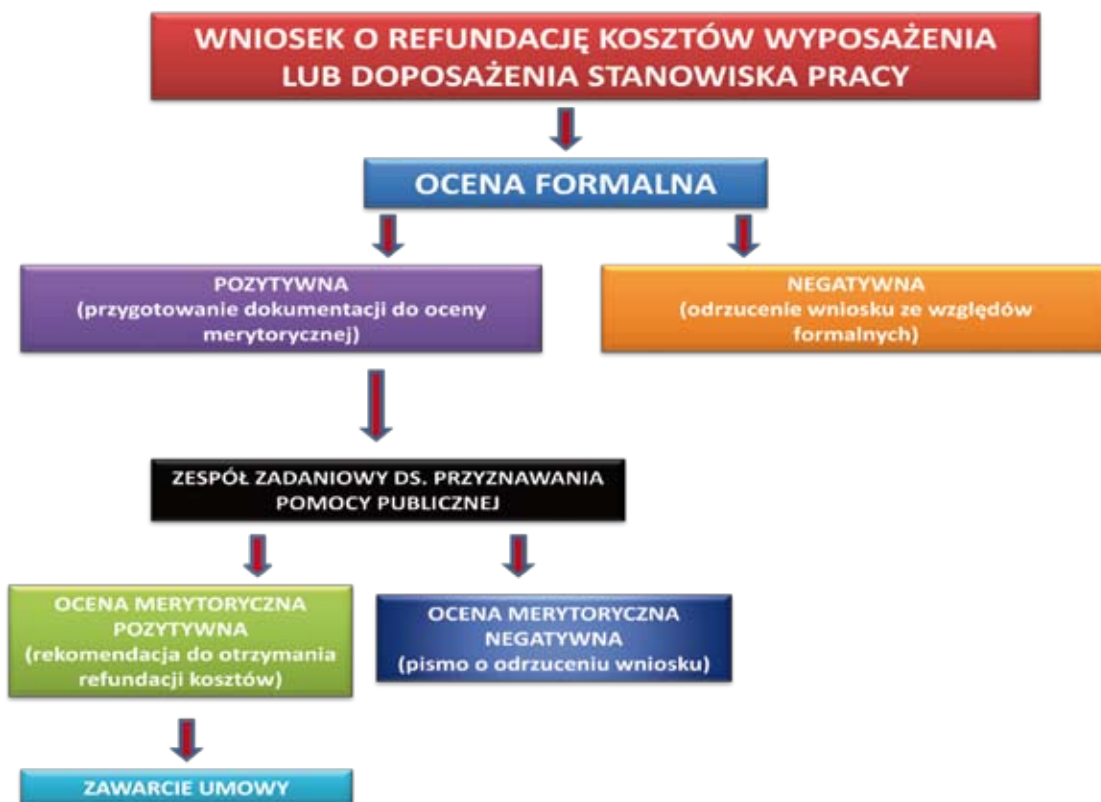 WNIOSEK O REFUNDACJĘ KOSZTÓW WYPOSAŻENIA
LUB DOPOSAŻENIA STANOWISKA PRACY
OCENA FORMALNA
POZYTYWNA
(przygotowanie dokumentacji do oceny
merytorycznej)
NEGATYWNA
(odrzucenie wniosku ze względów
formalnych)
ZESPÓŁ ZADANIOWY DS. PRZYZNAWANIA
POMOCY PUBLICZNEJ
OCENA MERYTORYCZNA
POZYTYWNA
(rekomendacja do otrzymania
refundacji kosztów)
OCENA MERYTORYCZNA
NEGATYWNA
(pismo o odrzuceniu wniosku)
ZAWARCIE UMOWY